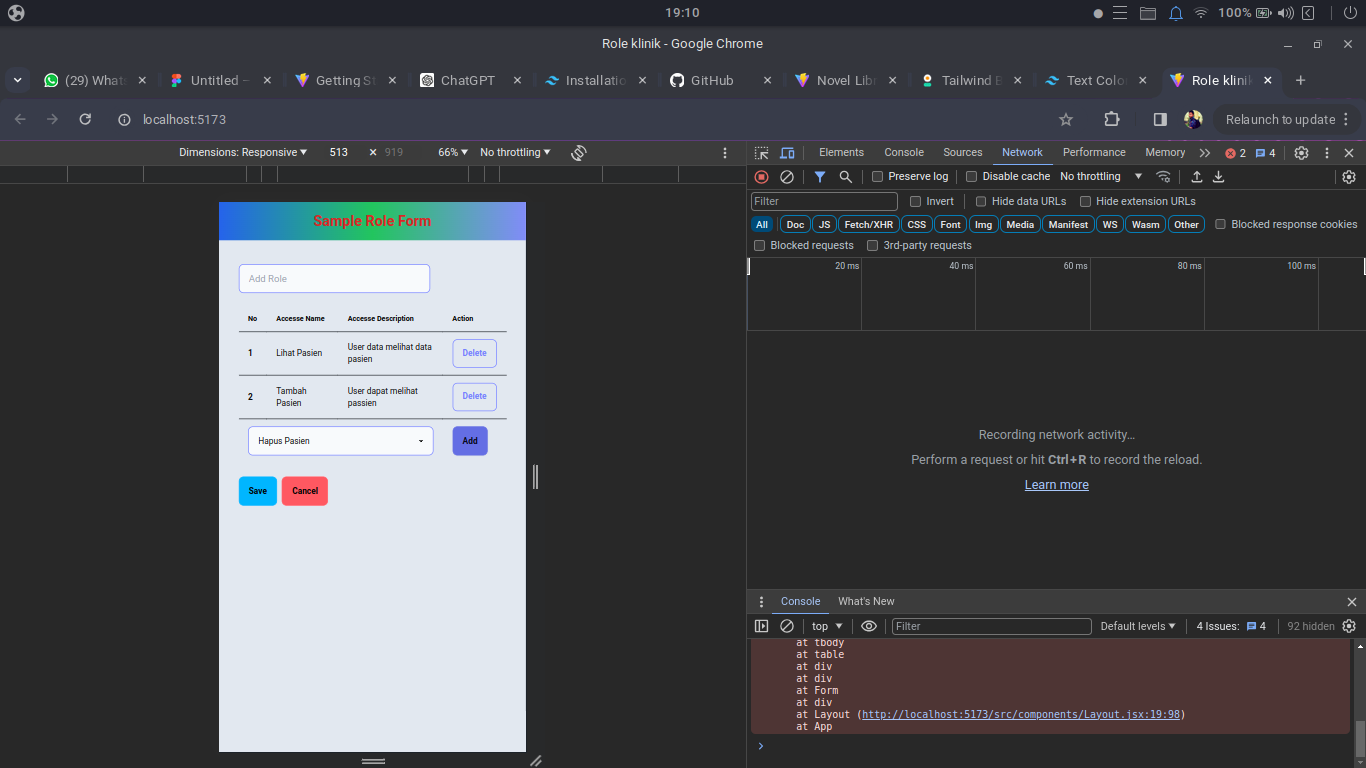 19:10
100%
Role klinik - Google Chrome
(29) What
Untitled –
Getting St
ChatGPT
Installatio
GitHub
Novel Libr
Tailwind B
Text Colo
Role klinik
localhost:5173
Relaunch to update
Dimensions: Responsive 513 × 919 66% No throttling
Elements Console Sources Network Performance Memory 2 4
Preserve log Disable cache No throttling
Filter Invert Hide data URLs Hide extension URLs
All Doc JS Fetch/XHR CSS Font Img Media Manifest WS Wasm Other Blocked response cookies
Blocked requests 3rd-party requests
20 ms 40 ms 60 ms 80 ms 100 ms
Recording network activity…
Perform a request or hit Ctrl+R to record the reload.
Learn more
Sample Role Form
Add Role
No Accesse Name Accesse Description Action
1 Lihat Pasien User data melihat data
pasien Delete
2 Tambah
Pasien User dapat melihat
passien Delete
Hapus Pasien Add
Save Cancel
Console What's New
top Filter Default levels 4 Issues: 4 92 hidden
at tbody
at table
at div
at div
at Form
at div
at Layout (http://localhost:5173/src/components/Layout.jsx:19:98)
at App